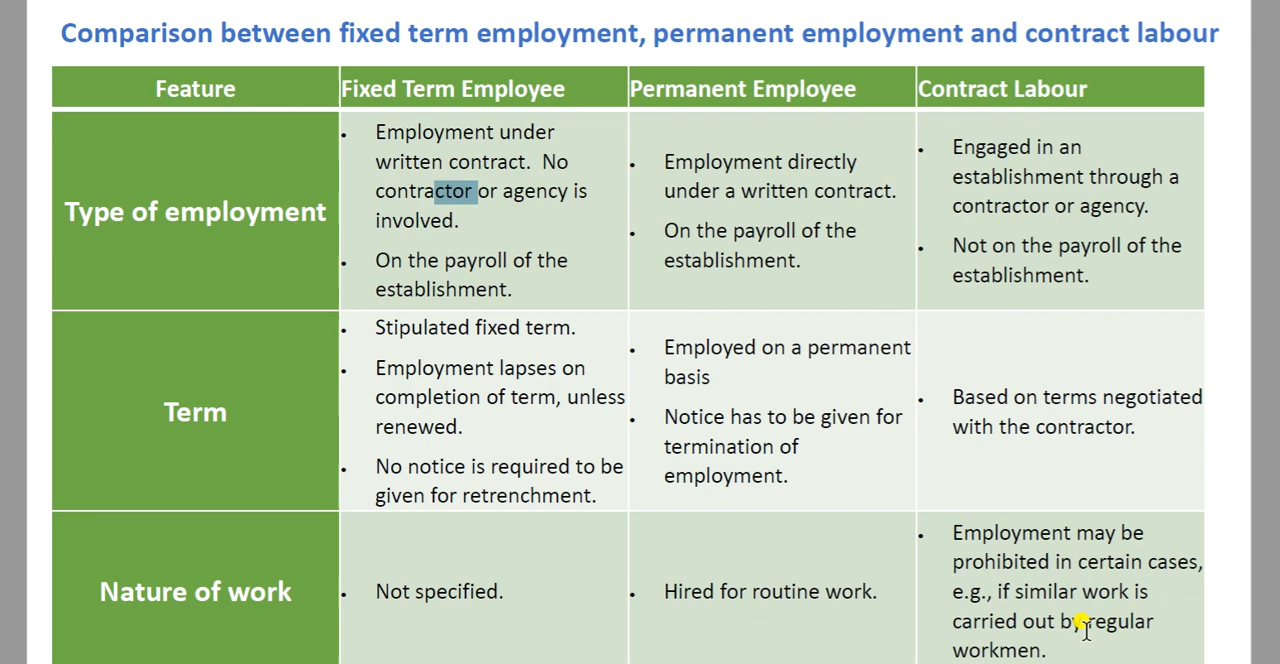 Comparison between fixed term employment, permanent employment and contract labour
Feature
Fixed Term Employee
Permanent Employee
Contract Labour
Type of employment
• Employment under
written contract.  No
contractor or agency is
involved.
• On the payroll of the
establishment.
• Employment directly
under a written contract.
• On the payroll of the
establishment.
• Engaged in an
establishment through a
contractor or agency.
• Not on the payroll of the
establishment.
Term
• Stipulated fixed term.
• Employment lapses on
completion of term, unless
renewed.
• No notice is required to be
given for retrenchment.
• Employed on a permanent
basis
• Notice has to be given for
termination of
employment.
• Based on terms negotiated
with the contractor.
Nature of work
• Not specified.
• Hired for routine work.
• Employment may be
prohibited in certain cases,
e.g., if similar work is
carried out by regular
workmen.